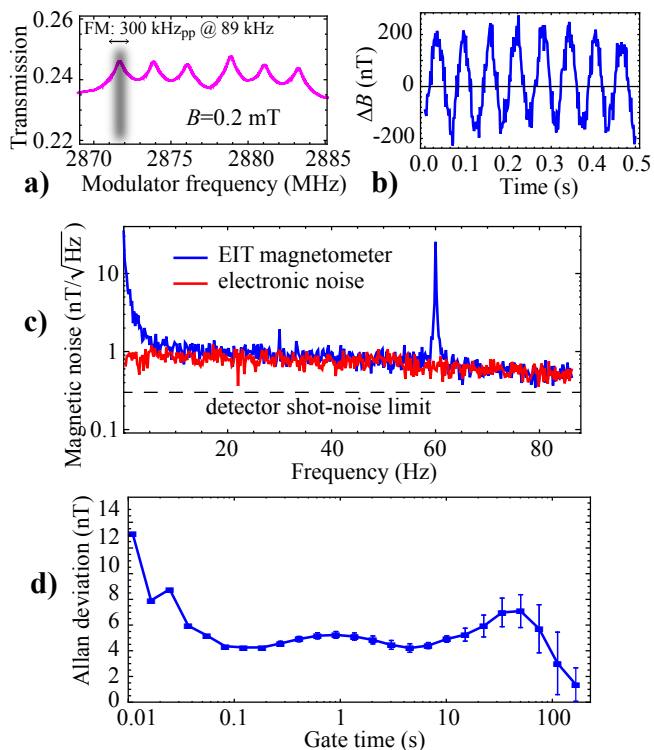 FM: 300 kHzpp @ 89 kHz
0.26
0.24
0.22
Transmission
B=0.2 mT
2870 2875 2880 2885
Modulator frequency (MHz)
a)
200
0
-200
ΔB (nT)
0.0 0.1 0.2 0.3 0.4 0.5
Time (s)
b)
EIT magnetometer
electronic noise
10
1
0.1
Magnetic noise (nT/√Hz)
detector shot-noise limit
20 40 60 80
Frequency (Hz)
c)
14
12
10
8
6
4
2
0
Allan deviation (nT)
0.01 0.1 1 10 100
Gate time (s)
d)